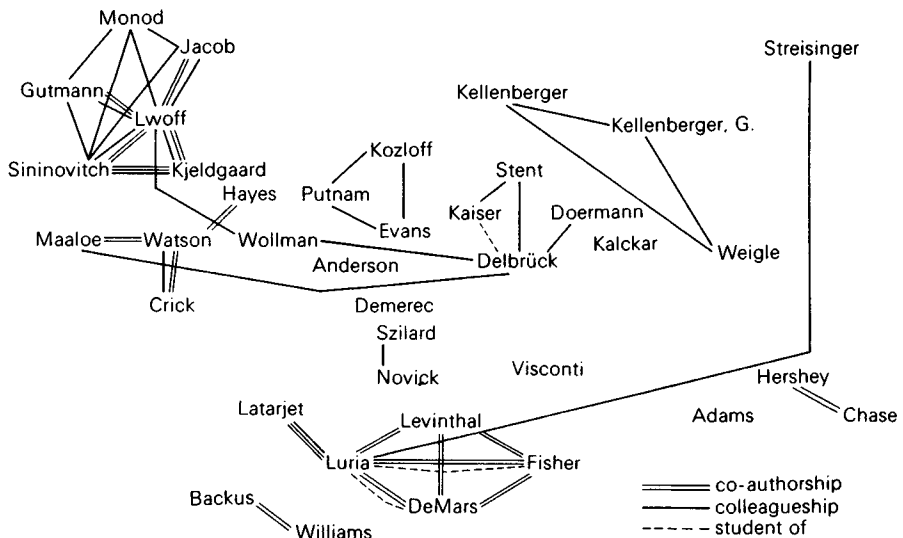 Monod
Jacob
Streisinger
Gutmann
Lwoff
Kellenberger
Kellenberger, G.
Sininovitch
Kjeldgaard
Kozloff
Stent
Hayes
Putnam
Kaiser
Doermann
Maaloe
Watson
Wollman
Evans
Kalckar
Anderson
Delbrück
Weigle
Crick
Demerec
Szilard
Novick
Visconti
Hershey
Latarjet
Levinthal
Adams
Chase
Luria
Fisher
Backus
DeMars
Williams
co-authorship
colleagueship
student of